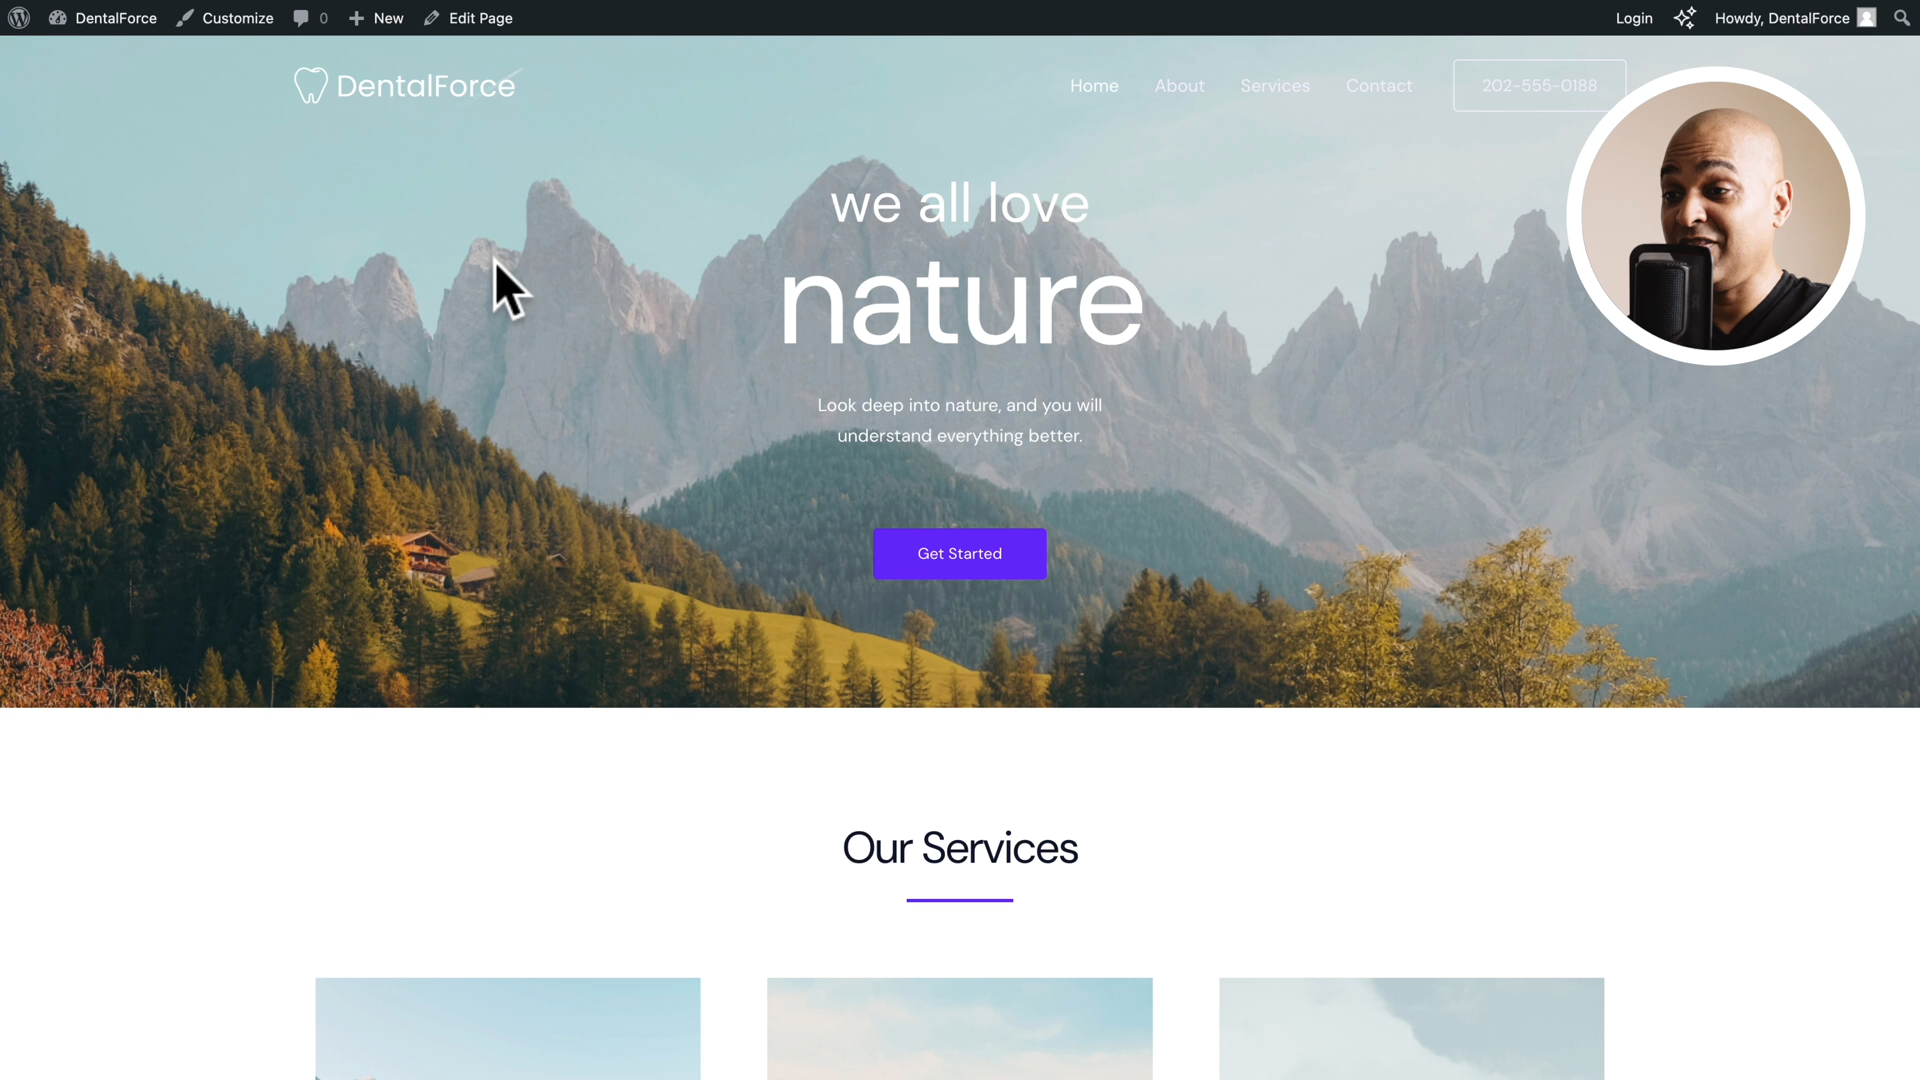 DentalForce
Customize
0
New
Edit Page
Login
Howdy, DentalForce
DentalForce
Home
About
Services
Contact
202-555-0188
we all love
nature
Look deep into nature, and you will
understand everything better.
Get Started
Our Services